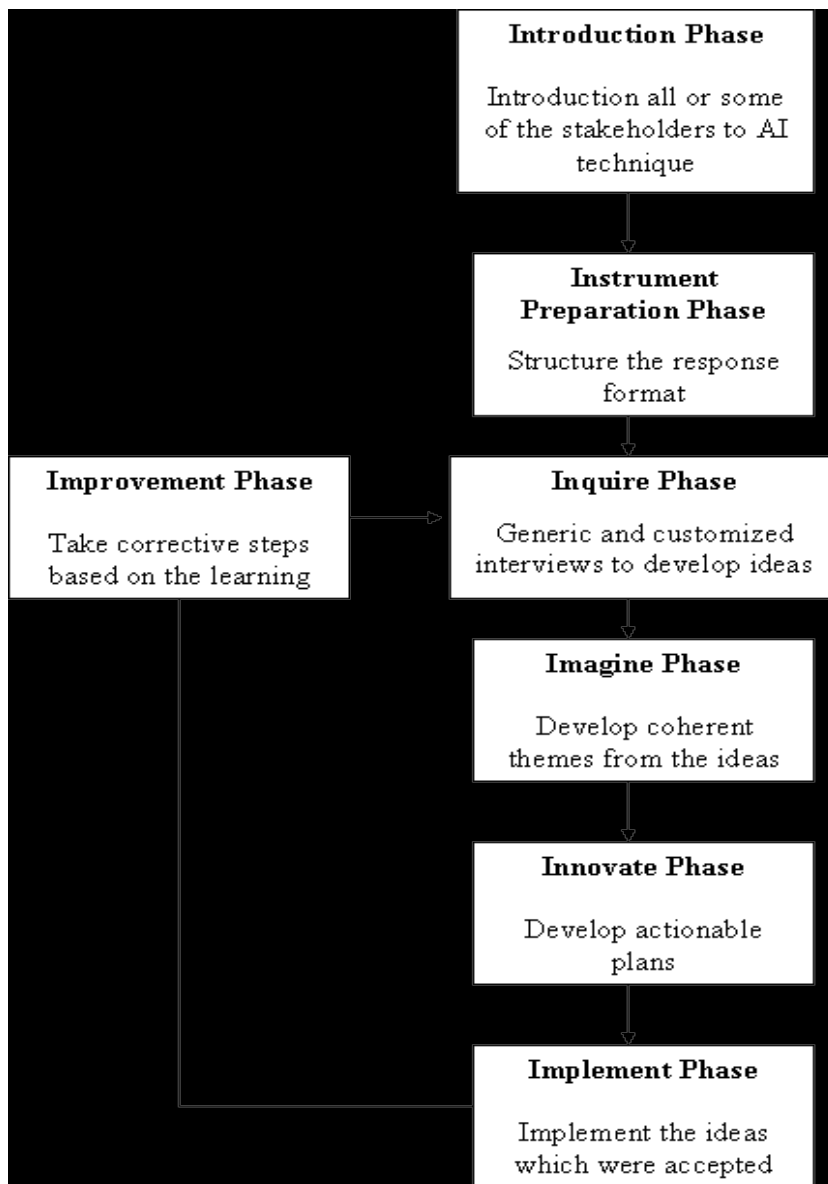 Introduction Phase
Introduction all or some
of the stakeholders to AI
technique
Instrument
Preparation Phase
Structure the response
format
Improvement Phase
Take corrective steps
based on the learning
Inquire Phase
Generic and customized
interviews to develop ideas
Imagine Phase
Develop coherent
themes from the ideas
Innovate Phase
Develop actionable
plans
Implement Phase
Implement the ideas
which were accepted